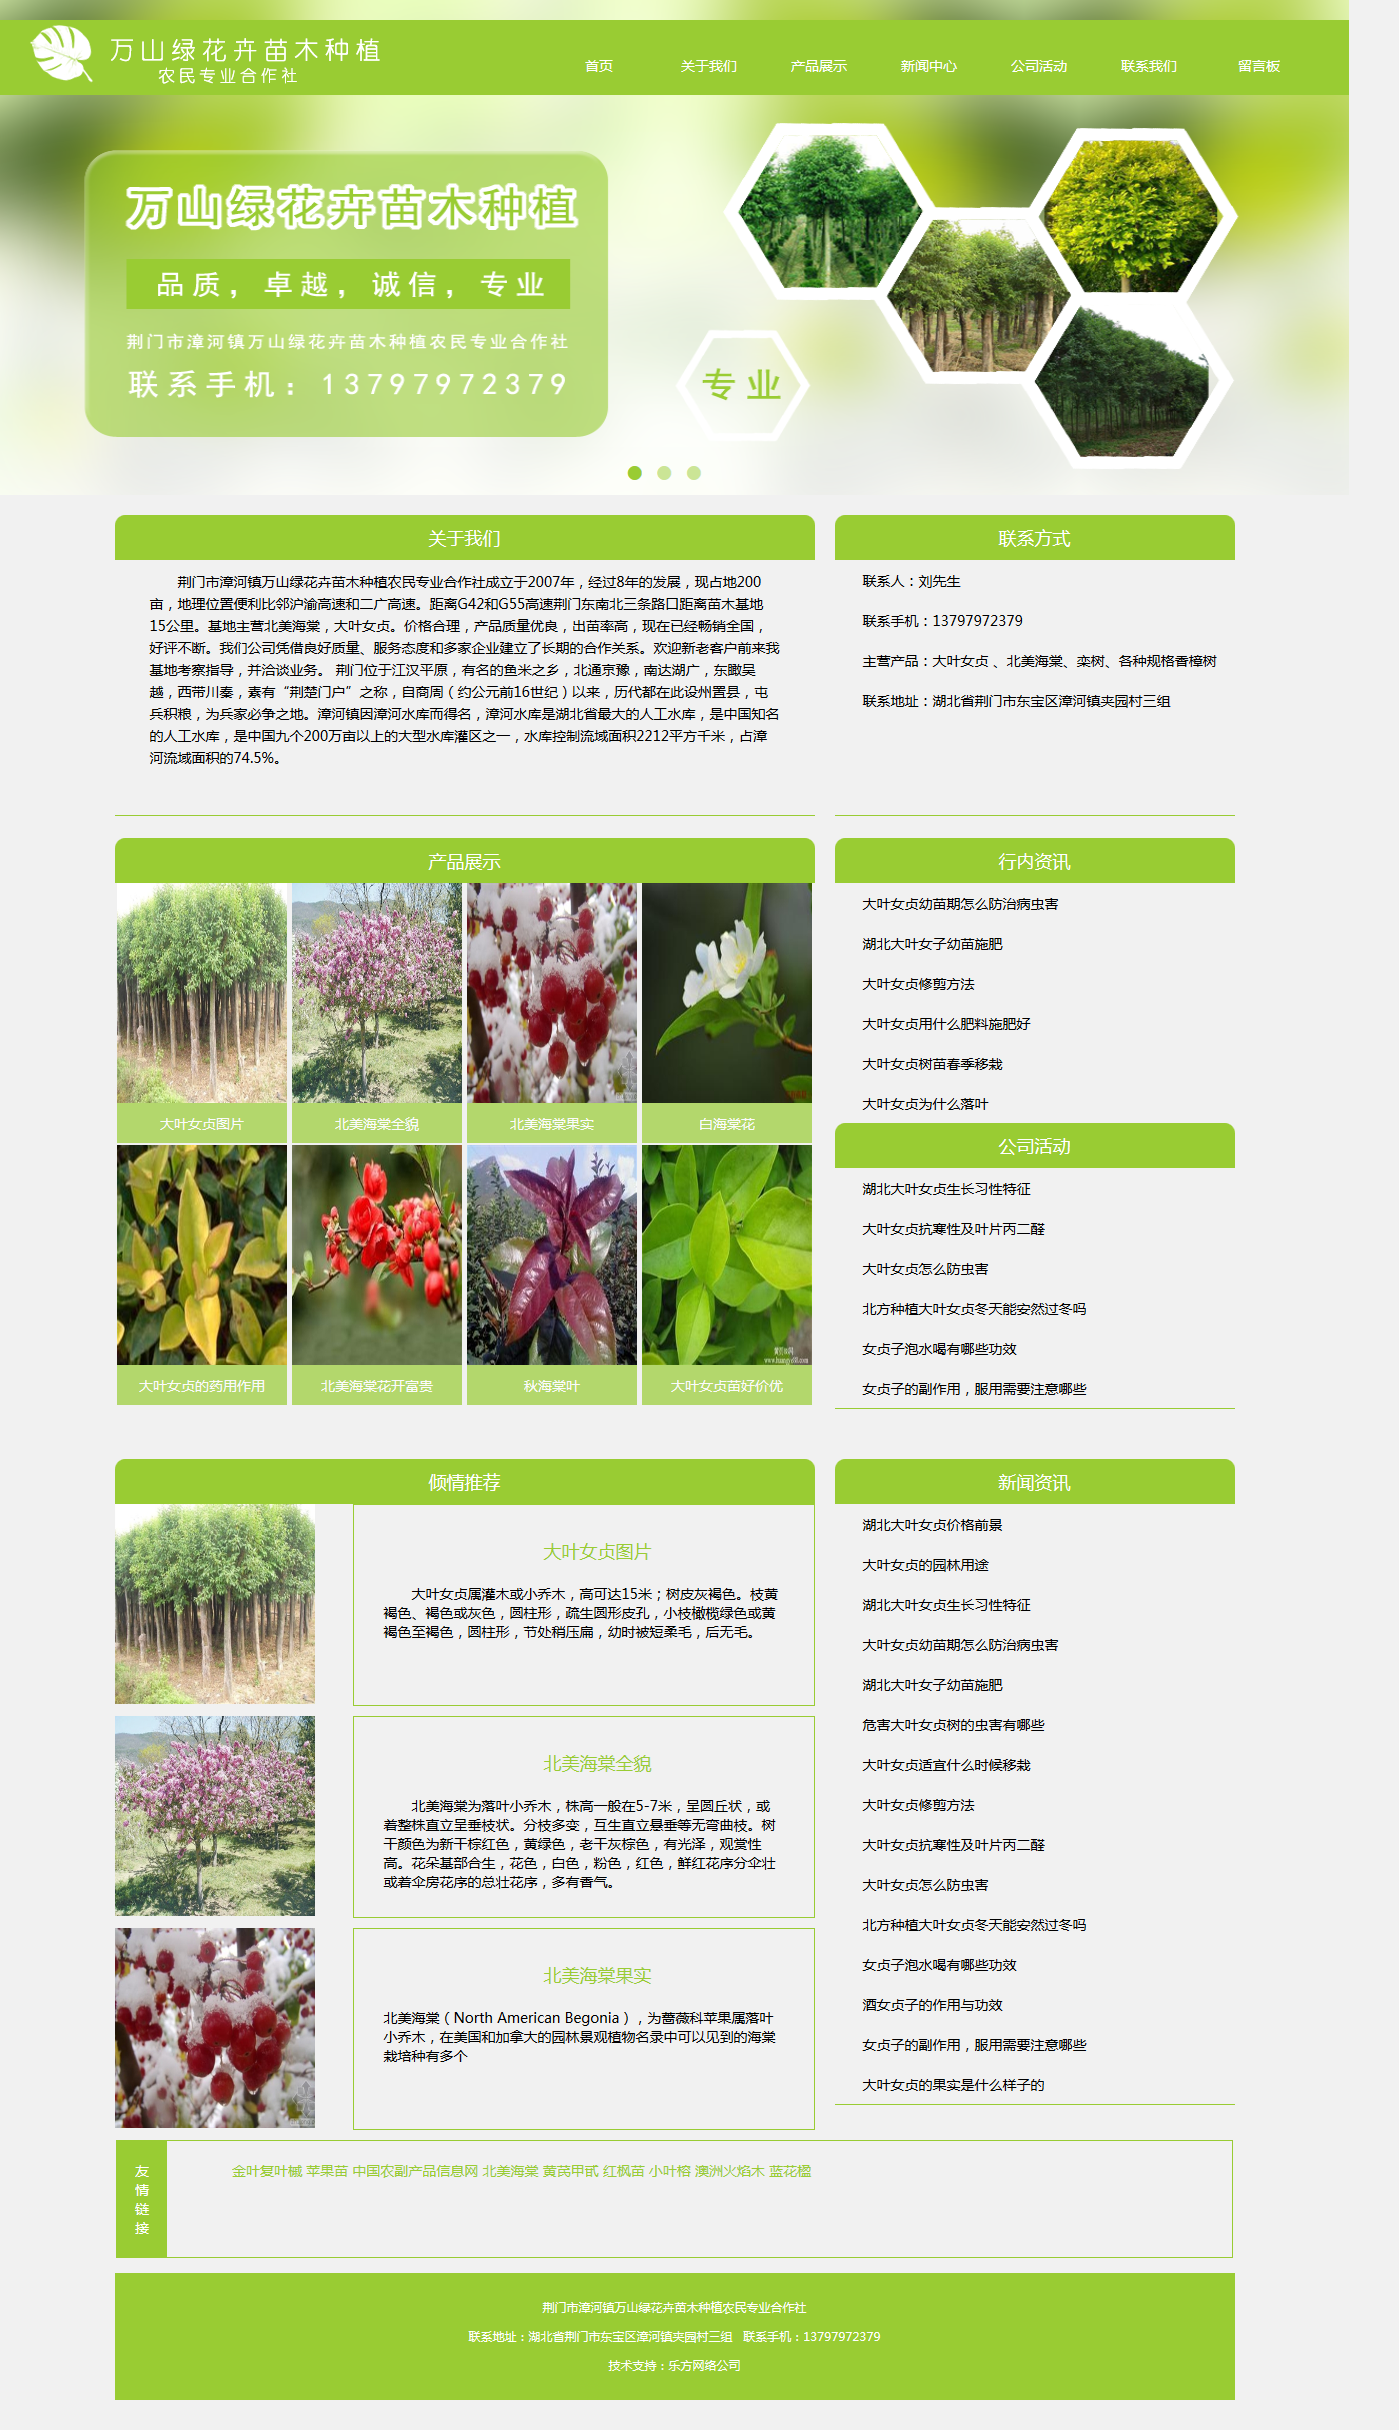 万山绿花卉苗木种植
农民专业合作社
首页 关于我们 产品展示 新闻中心 公司活动 联系我们 留言板
万山绿花卉苗木种植
品质，卓越，诚信，专业
荆门市漳河镇万山绿花卉苗木种植农民专业合作社
联系手机：13797972379
专业
关于我们
荆门市漳河镇万山绿花卉苗木种植农民专业合作社成立于2007年，经过8年的发展，现占地200
亩，地理位置便利比邻沪渝高速和二广高速。距离G42和G55高速荆门东南北三条路口距离苗木基地
15公里。基地主营北美海棠，大叶女贞。价格合理，产品质量优良，出苗率高，现在已经畅销全国，
好评不断。我们公司凭借良好质量、服务态度和多家企业建立了长期的合作关系。欢迎新老客户前来我
基地考察指导，并洽谈业务。 荆门位于江汉平原，有名的鱼米之乡，北通京豫，南达湖广，东瞰吴
越，西带川秦，素有“荆楚门户”之称，自商周（约公元前16世纪）以来，历代都在此设州置县，屯
兵积粮，为兵家必争之地。漳河镇因漳河水库而得名，漳河水库是湖北省最大的人工水库，是中国知名
的人工水库，是中国九个200万亩以上的大型水库灌区之一，水库控制流域面积2212平方千米，占漳
河流域面积的74.5%。
联系方式
联系人：刘先生
联系手机：13797972379
主营产品：大叶女贞 、北美海棠、栾树、各种规格香樟树
联系地址：湖北省荆门市东宝区漳河镇夹园村三组
产品展示
大叶女贞图片 北美海棠全貌 北美海棠果实 白海棠花
大叶女贞的药用作用 北美海棠花开富贵 秋海棠叶 大叶女贞苗好价优
行内资讯
大叶女贞幼苗期怎么防治病虫害
湖北大叶女子幼苗施肥
大叶女贞修剪方法
大叶女贞用什么肥料施肥好
大叶女贞树苗春季移栽
大叶女贞为什么落叶
公司活动
湖北大叶女贞生长习性特征
大叶女贞抗寒性及叶片丙二醛
大叶女贞怎么防虫害
北方种植大叶女贞冬天能安然过冬吗
女贞子泡水喝有哪些功效
女贞子的副作用，服用需要注意哪些
倾情推荐
大叶女贞图片
大叶女贞属灌木或小乔木，高可达15米；树皮灰褐色。枝黄
褐色、褐色或灰色，圆柱形，疏生圆形皮孔，小枝橄榄绿色或黄
褐色至褐色，圆柱形，节处稍压扁，幼时被短柔毛，后无毛。
北美海棠全貌
北美海棠为落叶小乔木，株高一般在5-7米，呈圆丘状，或
着整株直立呈垂枝状。分枝多变，互生直立悬垂等无弯曲枝。树
干颜色为新干棕红色，黄绿色，老干灰棕色，有光泽，观赏性
高。花朵基部合生，花色，白色，粉色，红色，鲜红花序分伞壮
或着伞房花序的总壮花序，多有香气。
北美海棠果实
北美海棠（North American Begonia），为蔷薇科苹果属落叶
小乔木，在美国和加拿大的园林景观植物名录中可以见到的海棠
栽培种有多个
新闻资讯
湖北大叶女贞价格前景
大叶女贞的园林用途
湖北大叶女贞生长习性特征
大叶女贞幼苗期怎么防治病虫害
湖北大叶女子幼苗施肥
危害大叶女贞树的虫害有哪些
大叶女贞适宜什么时候移栽
大叶女贞修剪方法
大叶女贞抗寒性及叶片丙二醛
大叶女贞怎么防虫害
北方种植大叶女贞冬天能安然过冬吗
女贞子泡水喝有哪些功效
酒女贞子的作用与功效
女贞子的副作用，服用需要注意哪些
大叶女贞的果实是什么样子的
友
情
链
接
金叶复叶槭 苹果苗 中国农副产品信息网 北美海棠 黄芪甲甙 红枫苗 小叶榕 澳洲火焰木 蓝花楹
荆门市漳河镇万山绿花卉苗木种植农民专业合作社
联系地址：湖北省荆门市东宝区漳河镇夹园村三组 联系手机：13797972379
技术支持：乐方网络公司